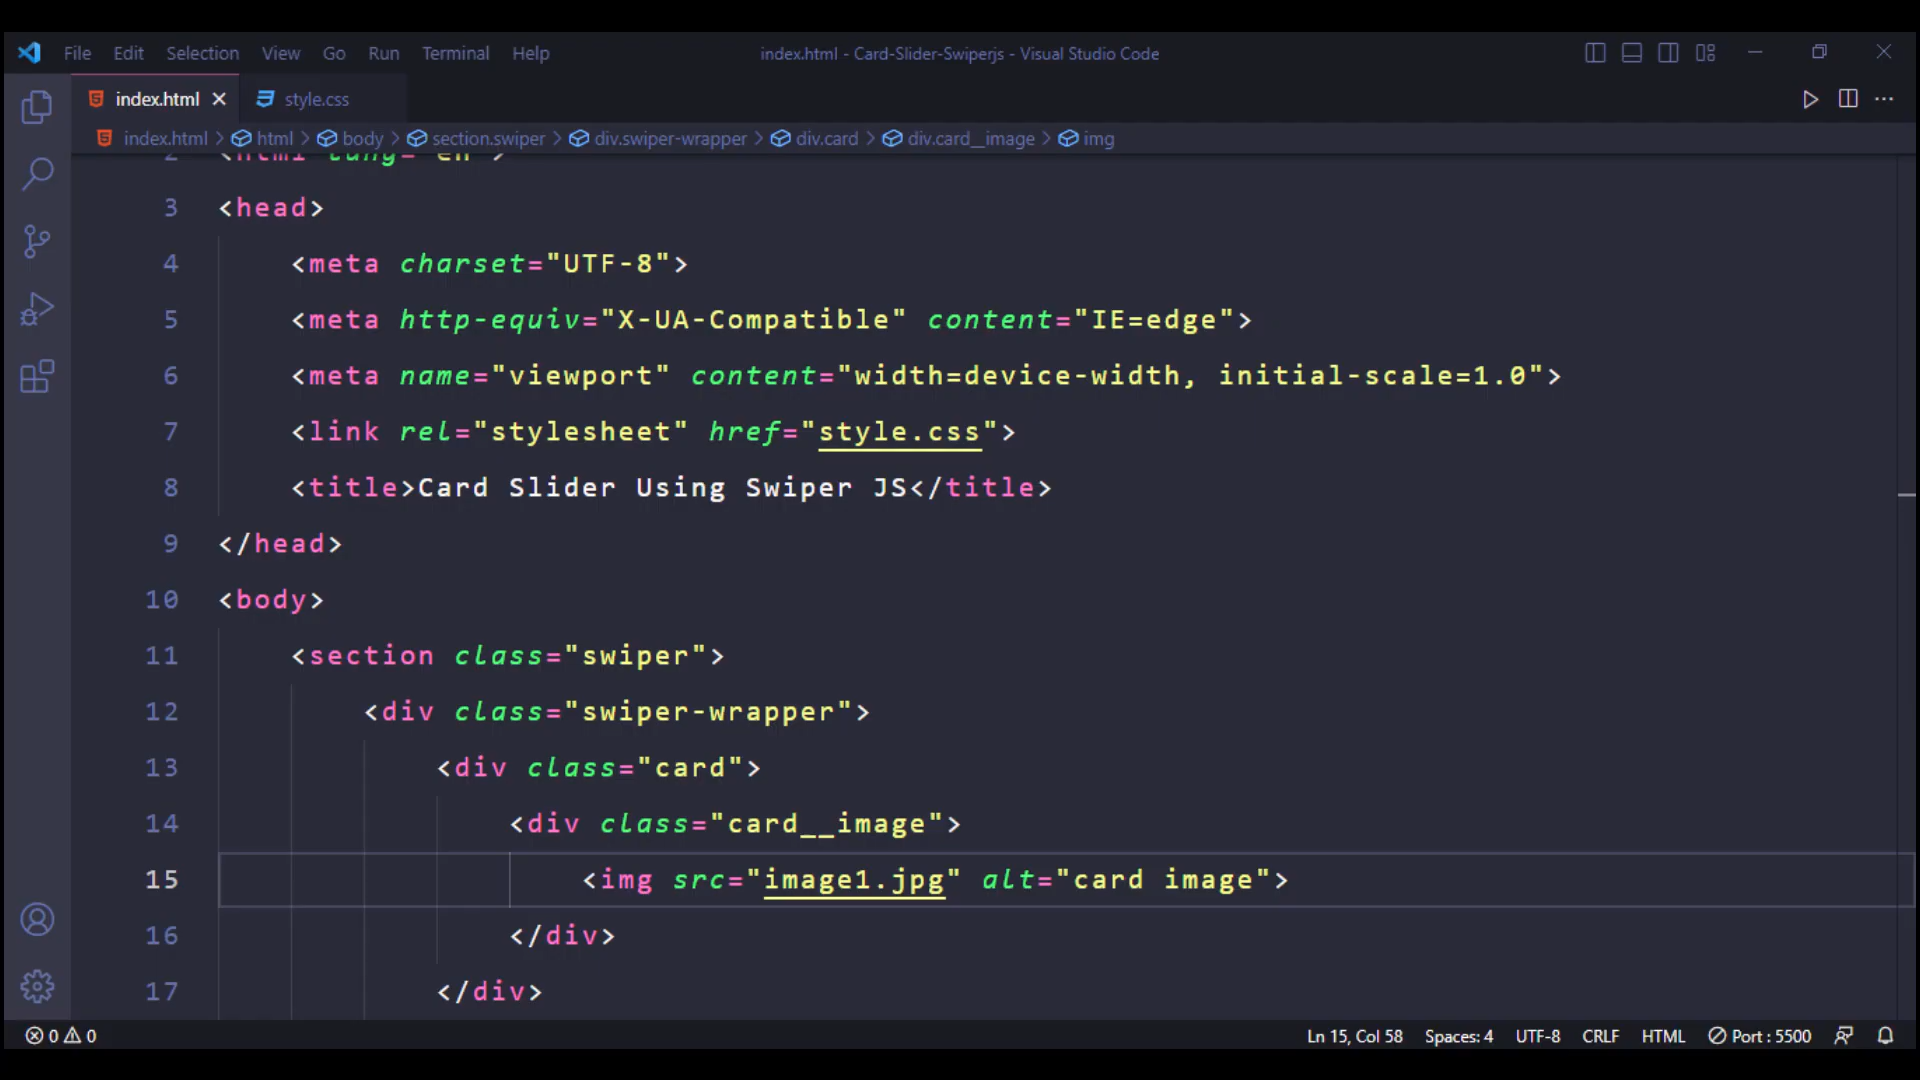 File Edit Selection View Go Run Terminal Help index.html - Card-Slider-Swiperjs - Visual Studio Code
index.html style.css
index.html > html > body > section.swiper > div.swiper-wrapper > div.card > div.card__image > img
2 <html lang="en">
3 <head>
4 <meta charset="UTF-8">
5 <meta http-equiv="X-UA-Compatible" content="IE=edge">
6 <meta name="viewport" content="width=device-width, initial-scale=1.0">
7 <link rel="stylesheet" href="style.css">
8 <title>Card Slider Using Swiper JS</title>
9 </head>
10 <body>
11 <section class="swiper">
12 <div class="swiper-wrapper">
13 <div class="card">
14 <div class="card__image">
15 <img src="image1.jpg" alt="card image">
16 </div>
17 </div>
0 0 Ln 15, Col 58 Spaces: 4 UTF-8 CRLF HTML Port : 5500